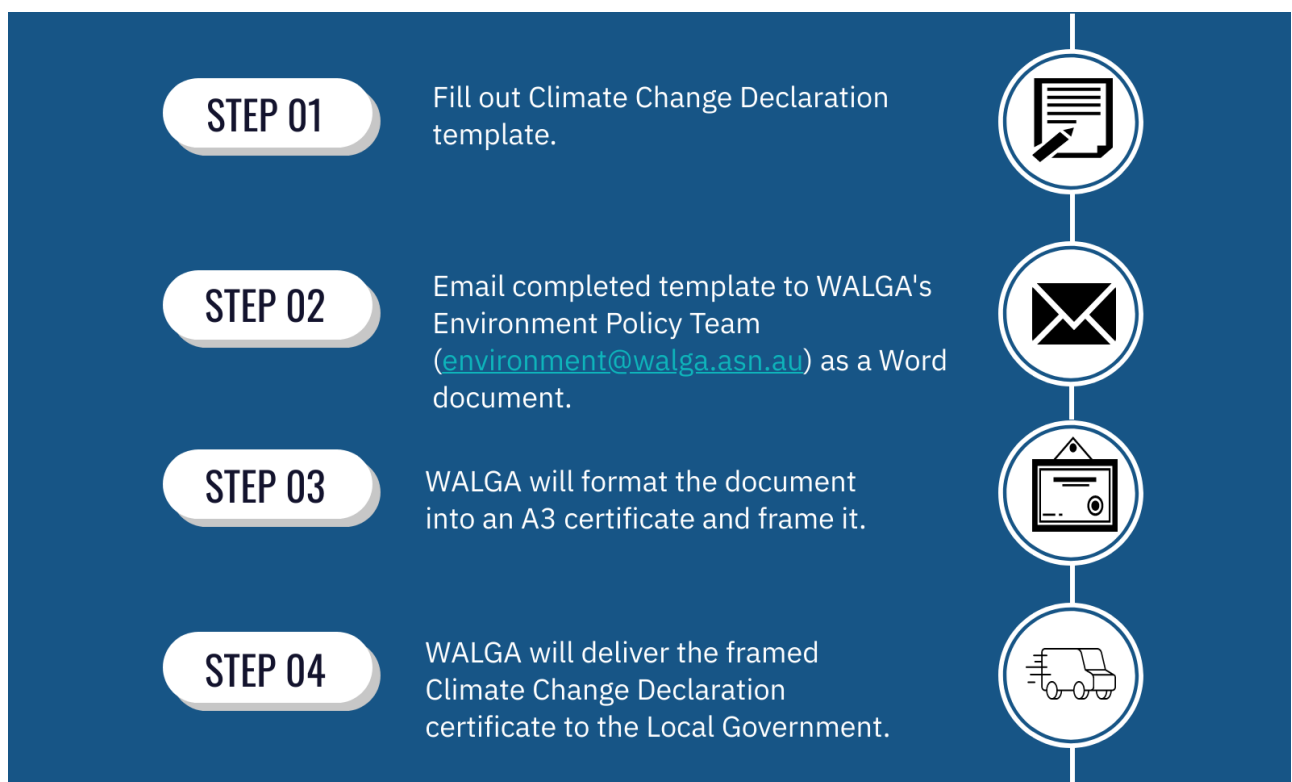 STEP 01
Fill out Climate Change Declaration
template.
STEP 02
Email completed template to WALGA's
Environment Policy Team
(environment@walga.asn.au) as a Word
document.
STEP 03
WALGA will format the document
into an A3 certificate and frame it.
STEP 04
WALGA will deliver the framed
Climate Change Declaration
certificate to the Local Government.